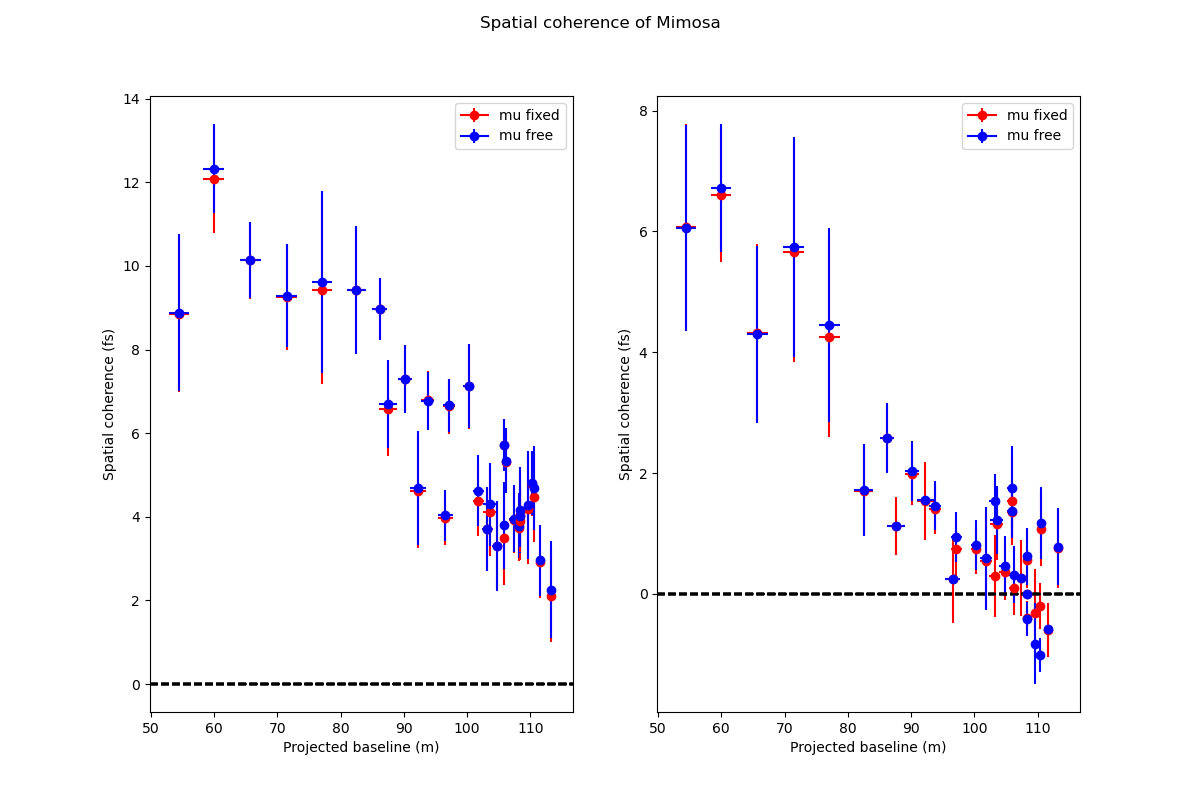 Spatial coherence of Mimosa
mu fixed
mu free
14
12
10
8
6
4
2
0
Spatial coherence (fs)
50 60 70 80 90 100 110
Projected baseline (m)
mu fixed
mu free
8
6
4
2
0
Spatial coherence (fs)
50 60 70 80 90 100 110
Projected baseline (m)